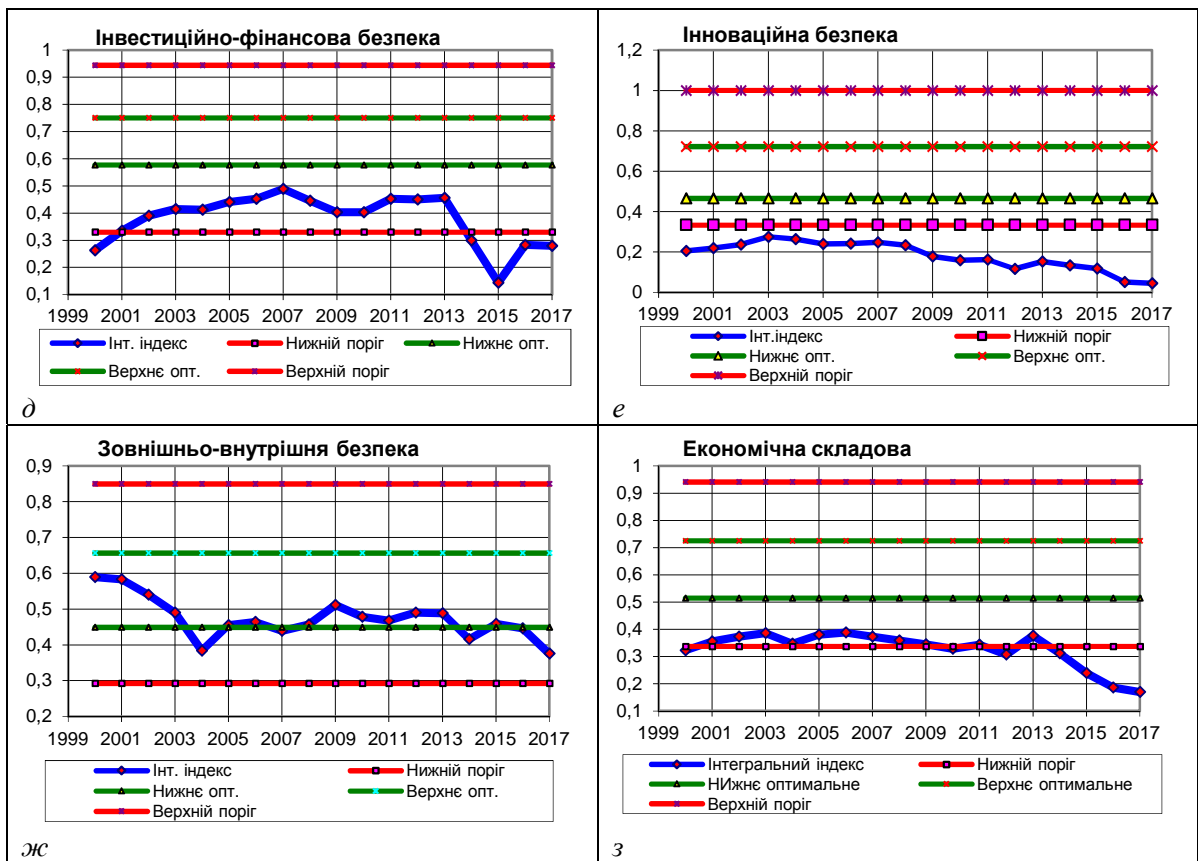 Інвестиційно-фінансова безпека
1
0,9
0,8
0,7
0,6
0,5
0,4
0,3
0,2
0,1
1999 2001 2003 2005 2007 2009 2011 2013 2015 2017
Інт. індекс Нижній поріг Нижнє опт.
Верхнє опт. Верхній поріг
д
Інноваційна безпека
1,2
1
0,8
0,6
0,4
0,2
0
1999 2001 2003 2005 2007 2009 2011 2013 2015 2017
Інт.індекс Нижній поріг
Нижнє опт. Верхнє опт.
Верхній поріг
е
Зовнішньо-внутрішня безпека
0,9
0,8
0,7
0,6
0,5
0,4
0,3
0,2
1999 2001 2003 2005 2007 2009 2011 2013 2015 2017
Інт. індекс Нижній поріг
Нижнє опт. Верхнє опт.
Верхній поріг
ж
Економічна складова
1
0,9
0,8
0,7
0,6
0,5
0,4
0,3
0,2
0,1
1999 2001 2003 2005 2007 2009 2011 2013 2015 2017
Інтегральний індекс Нижній поріг
НИжнє оптимальне Верхнє оптимальне
Верхній поріг
з